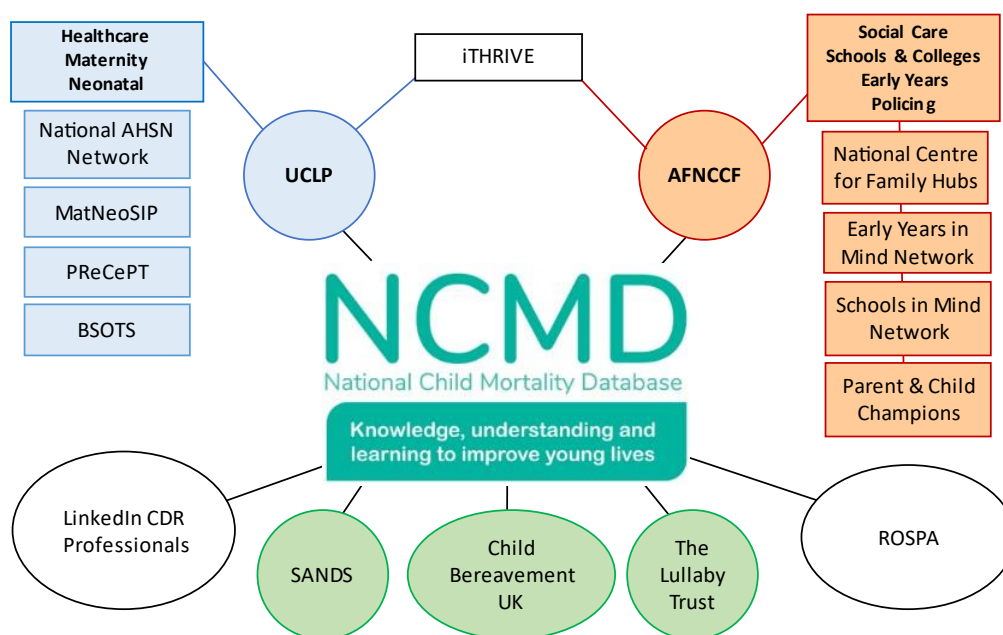 Healthcare
Maternity
Neonatal
iTHRIVE
Social Care
Schools & Colleges
Early Years
Policing
National AHSN
Network
MatNeoSIP
PReCePT
BSOTS
UCLP
AFNCCF
National Centre
for Family Hubs
Early Years in
Mind Network
Schools in Mind
Network
Parent & Child
Champions
NCMD
National Child Mortality Database
Knowledge, understanding and
learning to improve young lives
LinkedIn CDR
Professionals
SANDS
Child
Bereavement
UK
The
Lullaby
Trust
ROSPA